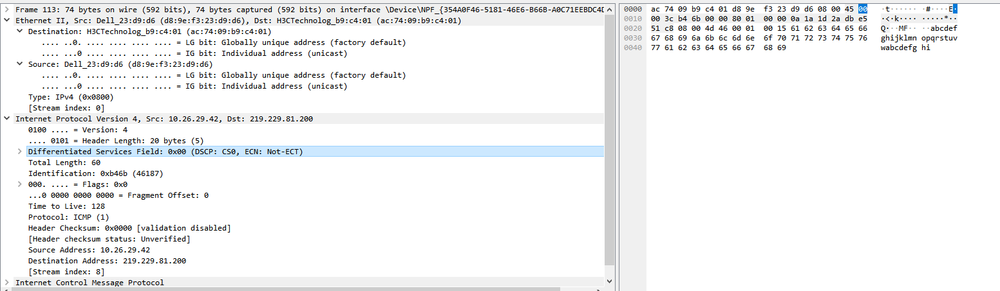 Frame 113: 74 bytes on wire (592 bits), 74 bytes captured (592 bits) on interface \Device\NPF_{354A0F46-5181-46E6-B66B-A0C71EEBDC4D
Ethernet II, Src: Dell_23:d9:d6 (d8:9e:f3:23:d9:d6), Dst: H3CTechnolog_b9:c4:01 (ac:74:09:b9:c4:01)
Destination: H3CTechnolog_b9:c4:01 (ac:74:09:b9:c4:01)
.... ..0. .... .... .... .... = LG bit: Globally unique address (factory default)
.... ...0 .... .... .... .... = IG bit: Individual address (unicast)
Source: Dell_23:d9:d6 (d8:9e:f3:23:d9:d6)
.... ..0. .... .... .... .... = LG bit: Globally unique address (factory default)
.... ...0 .... .... .... .... = IG bit: Individual address (unicast)
Type: IPv4 (0x0800)
[Stream index: 0]
Internet Protocol Version 4, Src: 10.26.29.42, Dst: 219.229.81.200
0100 .... = Version: 4
.... 0101 = Header Length: 20 bytes (5)
Differentiated Services Field: 0x00 (DSCP: CS0, ECN: Not-ECT)
Total Length: 60
Identification: 0xb46b (46187)
000. .... = Flags: 0x0
...0 0000 0000 0000 = Fragment Offset: 0
Time to Live: 128
Protocol: ICMP (1)
Header Checksum: 0x0000 [validation disabled]
[Header checksum status: Unverified]
Source Address: 10.26.29.42
Destination Address: 219.229.81.200
[Stream index: 8]
Internet Control Message Protocol
0000 ac 74 09 b9 c4 01 d8 9e f3 23 d9 d6 08 00 45 00 ·t······ ·#····E·
0010 00 3c b4 6b 00 00 80 01 00 00 0a 1a 1d 2a db e5 ·<·k···· ·····*··
0020 51 c8 08 00 4d 46 00 01 00 15 61 62 63 64 65 66 Q···MF·· ··abcdef
0030 67 68 69 6a 6b 6c 6d 6e 6f 70 71 72 73 74 75 76 ghijklmn opqrstuv
0040 77 61 62 63 64 65 66 67 68 69 wabcdefg hi